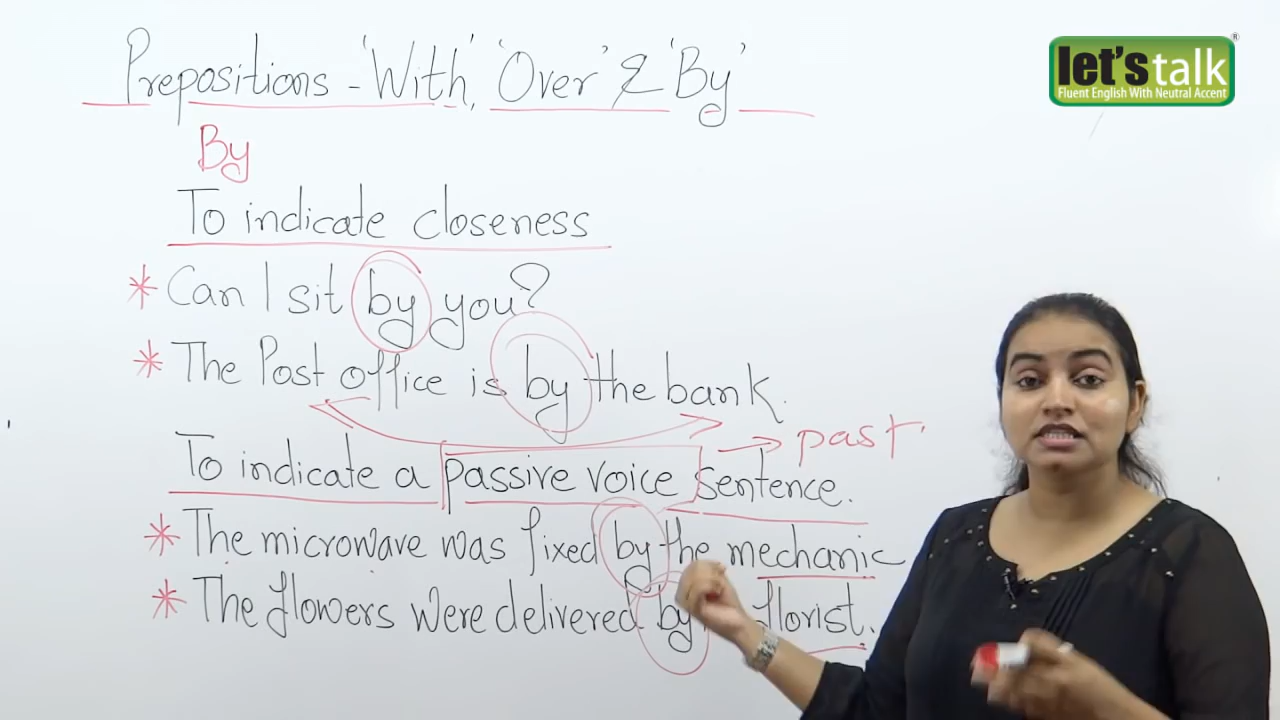 Prepositions - 'With', 'Over' & 'By'
let's talk ®
Fluent English With Neutral Accent
By
To indicate closeness
* Can I sit by you?
* The Post office is by the bank.
→ past.
To indicate a passive voice sentence.
* The microwave was fixed by the mechanic
* The flowers were delivered by florist.